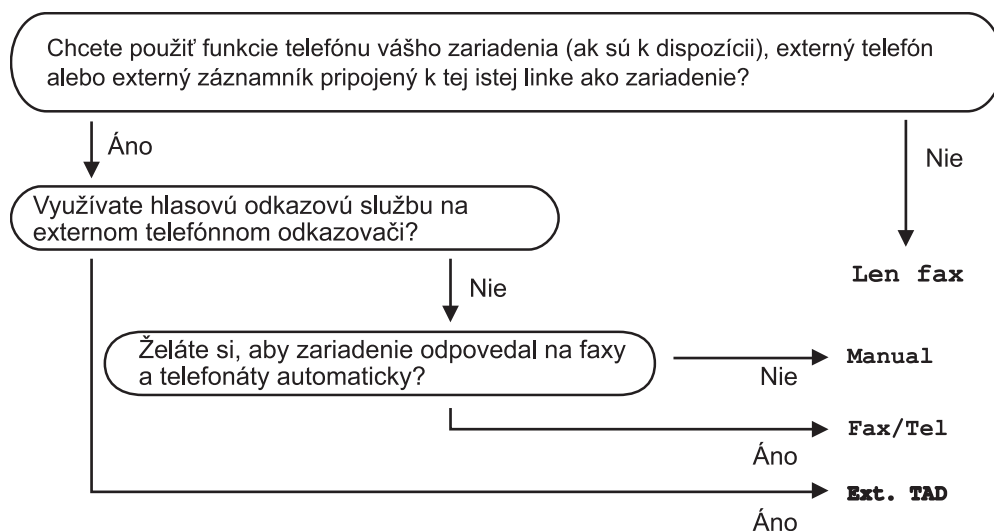 Chcete použiť funkcie telefónu vášho zariadenia (ak sú k dispozícii), externý telefón
alebo externý záznamník pripojený k tej istej linke ako zariadenie?
Áno
Nie
Využívate hlasovú odkazovú službu na
externom telefónnom odkazovači?
Len fax
Nie
Želáte si, aby zariadenie odpovedal na faxy
a telefonáty automaticky?
Manual
Nie
Fax/Tel
Áno
Ext. TAD
Áno